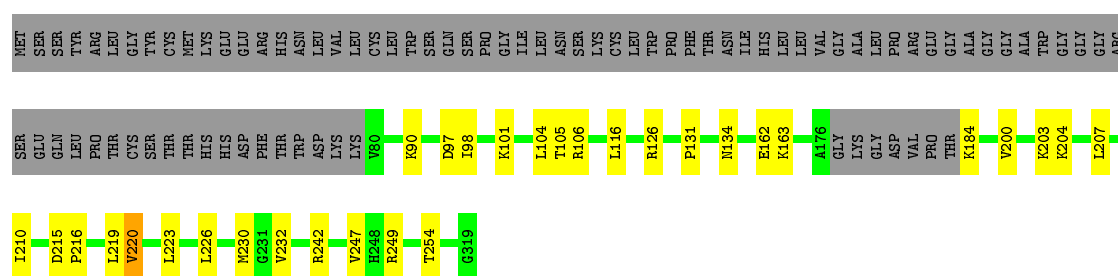 MET SER SER TYR ARG LEU GLY TYR CYS MET LYS GLU GLU ARG HIS ASN LEU VAL LEU CYS LEU TRP SER GLN SER PRO GLY ILE LEU ASN SER LYS CYS LEU TRP PRO PHE THR ASN ILE HIS LEU LEU VAL GLY ALA LEU PRO ARG GLU GLY ALA GLY GLY ALA TRP GLY GLY GLY ARG
SER GLU GLN LEU PRO THR CYS SER THR THR HIS HIS ASP PHE THR TRP ASP LYS LYS V80 K90 D97 I98 K101 L104 T105 R106 L116 R126 P131 N134 E162 K163 A176 GLY LYS GLY ASP VAL PRO THR K184 V200 K203 K204 L207
I210 D215 P216 L219 V220 L223 L226 M230 G231 V232 R242 V247 H248 R249 T254 G319